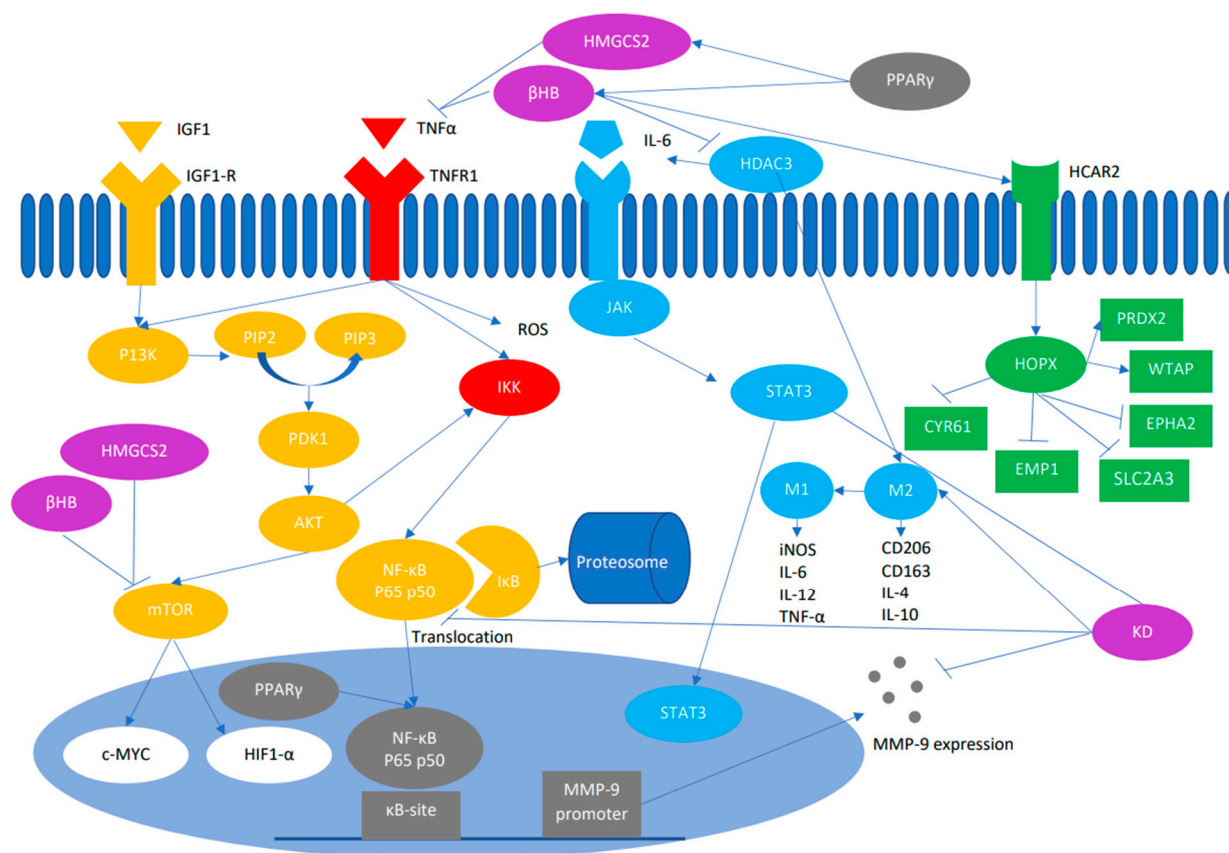 HMGCS2
PPARγ
βHB
IGF1
TNFα
IL-6
HDAC3
IGF1-R
TNFR1
HCAR2
JAK
PRDX2
ROS
P13K
PIP2
PIP3
HOPX
WTAP
IKK
STAT3
CYR61
EPHA2
PDK1
HMGCS2
EMP1
SLC2A3
βHB
M1
M2
AKT
iNOS
IL-6
IL-12
TNF-α
CD206
CD163
IL-4
IL-10
NF-κB
P65 p50
IκB
Proteosome
mTOR
Translocation
KD
PPARγ
STAT3
c-MYC
HIF1-α
NF-κB
P65 p50
MMP-9 expression
κB-site
MMP-9
promoter